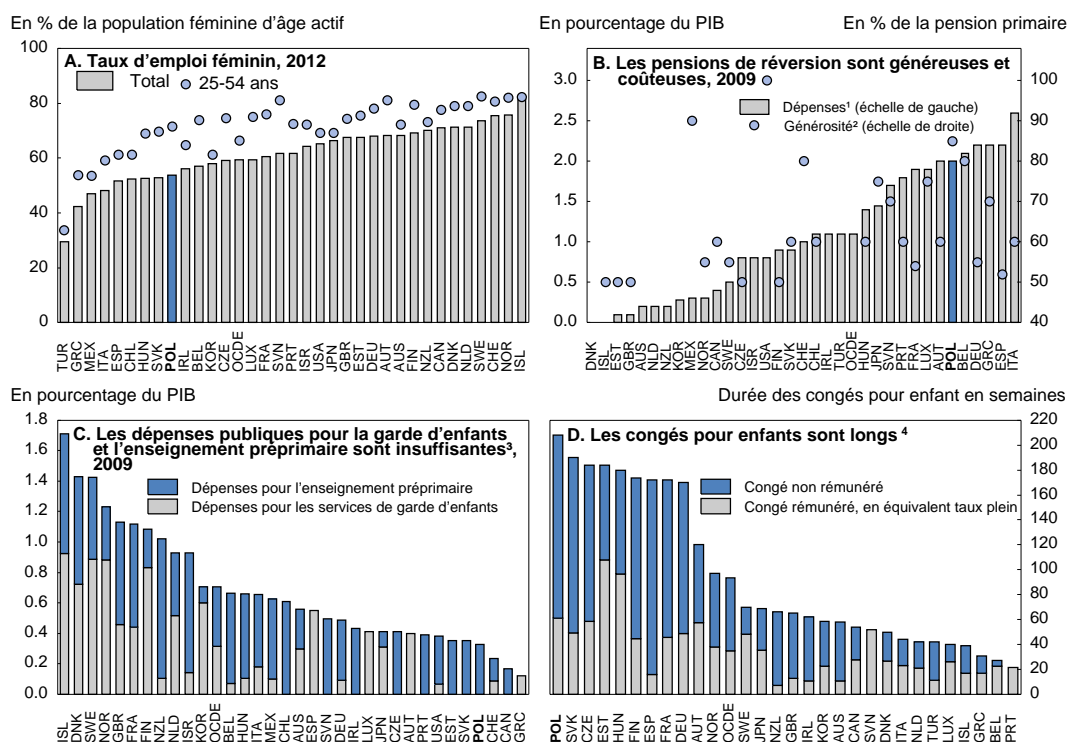 En % de la population féminine d'âge actif
A. Taux d'emploi féminin, 2012
Total
25-54 ans
100
80
60
40
20
0
TUR
GRC
MEX
ITA
ESP
CHL
HUN
SVK
POL
IRL
BEL
KOR
CZE
OCDE
LUX
FRA
SVN
PRT
ISR
USA
JPN
GBR
EST
DEU
AUT
AUS
FIN
NZL
CAN
DNK
NLD
SWE
CHE
NOR
ISL
En pourcentage du PIB
En % de la pension primaire
B. Les pensions de réversion sont généreuses et
coûteuses, 2009
Dépenses¹ (échelle de gauche)
Générosité² (échelle de droite)
3.0
2.5
2.0
1.5
1.0
0.5
0.0
100
90
80
70
60
50
40
DNK
ISL
EST
GBR
AUS
NLD
NZL
KOR
MEX
NOR
CAN
SWE
CZE
ISR
USA
FIN
SVK
CHE
CHL
IRL
TUR
OCDE
HUN
JPN
SVN
PRT
FRA
LUX
AUT
POL
BEL
DEU
GRC
ESP
ITA
En pourcentage du PIB
C. Les dépenses publiques pour la garde d'enfants
et l'enseignement préprimaire sont insuffisantes³,
2009
Dépenses pour l'enseignement préprimaire
Dépenses pour les services de garde d'enfants
1.8
1.6
1.4
1.2
1.0
0.8
0.6
0.4
0.2
0.0
ISL
DNK
SWE
NOR
GBR
FRA
FIN
NZL
NLD
ISR
KOR
OCDE
BEL
HUN
ITA
MEX
CHL
AUS
ESP
SVN
DEU
IRL
LUX
JPN
CZE
AUT
PRT
USA
EST
SVK
POL
CHE
CAN
GRC
Durée des congés pour enfant en semaines
D. Les congés pour enfants sont longs ⁴
Congé non rémunéré
Congé rémunéré, en équivalent taux plein
220
200
180
160
140
120
100
80
60
40
20
0
POL
SVK
CZE
EST
HUN
FIN
ESP
FRA
DEU
AUT
NOR
OCDE
SWE
JPN
NZL
GBR
IRL
KOR
AUS
CAN
SVN
DNK
ITA
NLD
TUR
LUX
ISL
GRC
BEL
PRT